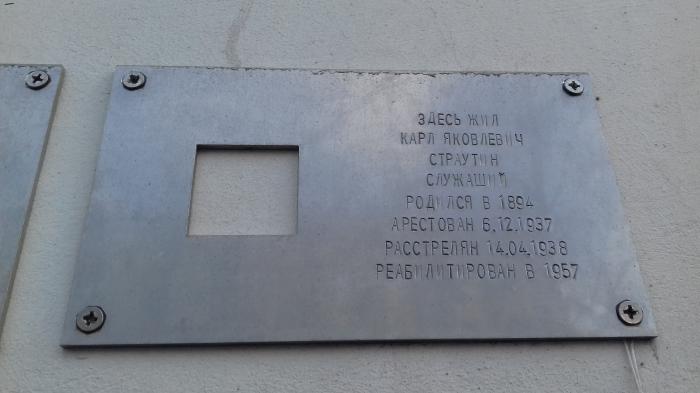 ЗДЕСЬ ЖИЛ
КАРЛ ЯКОВЛЕВИЧ
СТРАУТИН
СЛУЖАЩИЙ
РОДИЛСЯ В 1894
АРЕСТОВАН 6.12.1937
РАССТРЕЛЯН 14.04.1938
РЕАБИЛИТИРОВАН В 1957